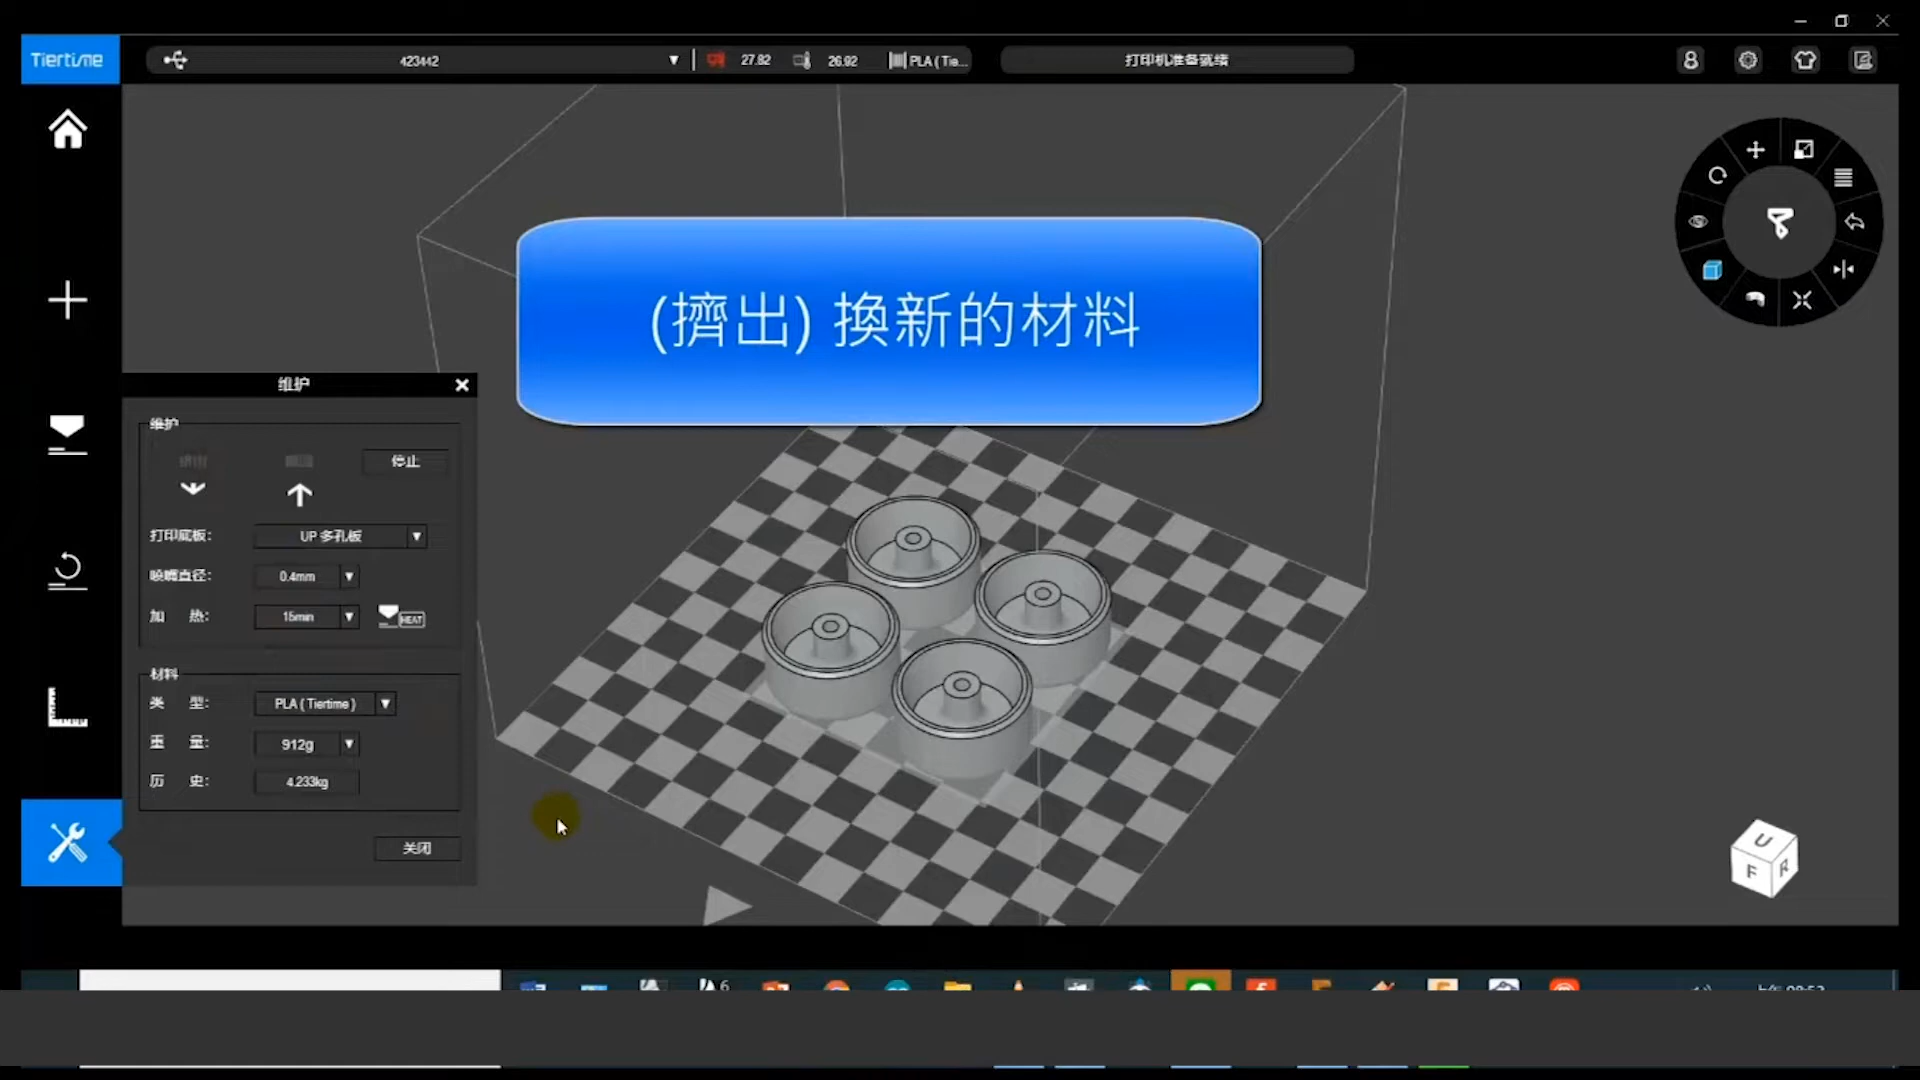 Tiertime
423442
27.82
26.92
PLA ( Tie...
打印机准备就绪
(擠出) 換新的材料
维护
维护
停止
打印底板:
UP 多孔板
喷嘴直径:
0.4mm
加 热:
15min
HEAT
材料
类 型:
PLA ( Tiertime )
重 量:
912g
历 史:
4.233kg
关闭
U
F
R